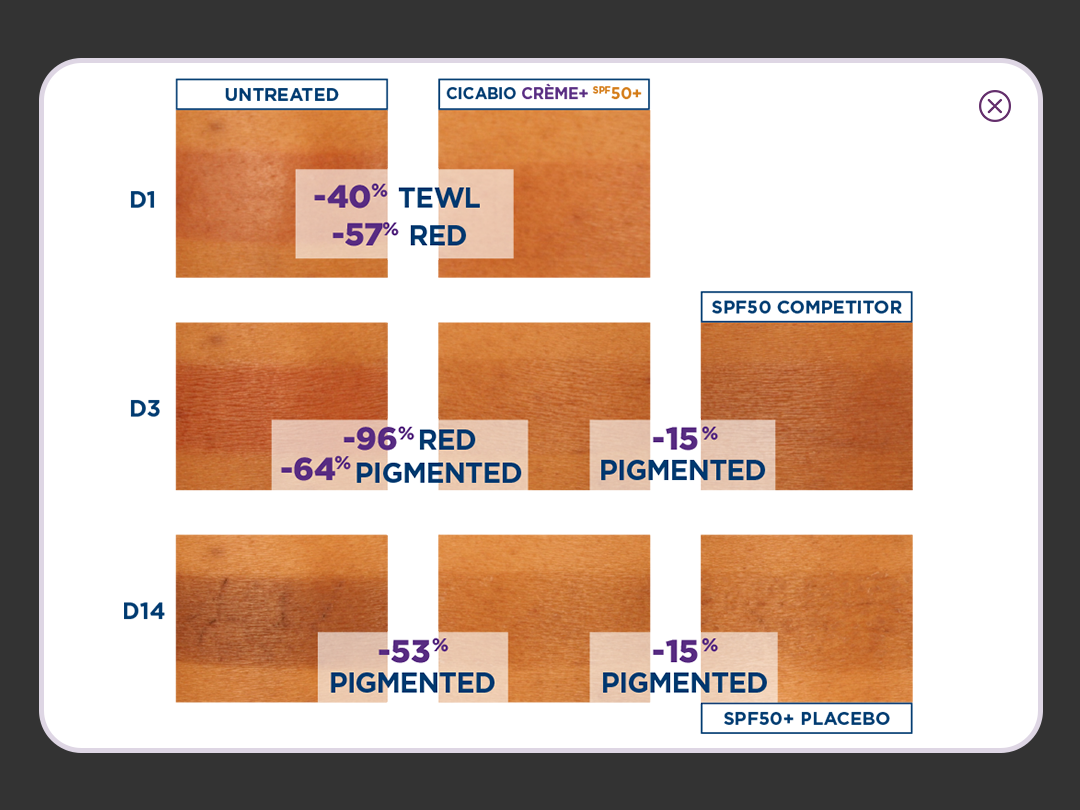 UNTREATED
CICABIO CRÈME+ SPF50+
D1
-40% TEWL
-57% RED
SPF50 COMPETITOR
D3
-96% RED
-64% PIGMENTED
-15%
PIGMENTED
D14
-53%
PIGMENTED
-15%
PIGMENTED
SPF50+ PLACEBO